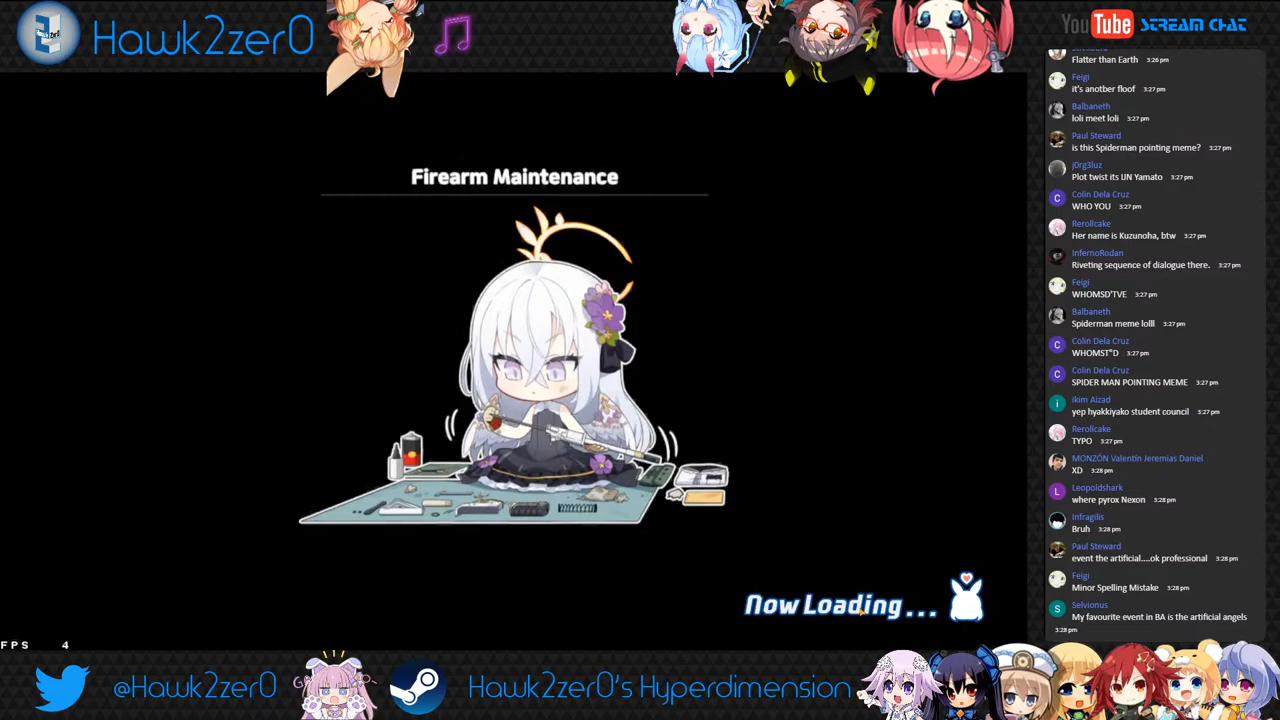 Hawk2zer0
You Tube STREAM CHAT
Flatter than Earth 3:26 pm
Feigi
it's anotber floof 3:27 pm
Balbaneth
loli meet loli 3:27 pm
Paul Steward
is this Spiderman pointing meme? 3:27 pm
j0rg3luz
Plot twist its IJN Yamato 3:27 pm
Colin Dela Cruz
WHO YOU 3:27 pm
Rerollcake
Her name is Kuzunoha, btw 3:27 pm
InfernoRodan
Riveting sequence of dialogue there. 3:27 pm
Feigi
WHOMSD'TVE 3:27 pm
Balbaneth
Spiderman meme lolll 3:27 pm
Colin Dela Cruz
WHOMST'D 3:27 pm
Colin Dela Cruz
SPIDER MAN POINTING MEME 3:27 pm
ikim Aizad
yep hyakkiyako student council 3:27 pm
Rerollcake
TYPO 3:27 pm
MONZÓN Valentín Jeremias Daniel
XD 3:28 pm
Leopoldshark
where pyrox Nexon 3:28 pm
Infragilis
Bruh 3:28 pm
Paul Steward
event the artificial....ok professional 3:28 pm
Feigi
Minor Spelling Mistake 3:28 pm
Selvionus
My favourite event in BA is the artificial angels
3:28 pm
Firearm Maintenance
Now Loading...
FPS 4
@Hawk2zer0
Hawk2zer0's Hyperdimension